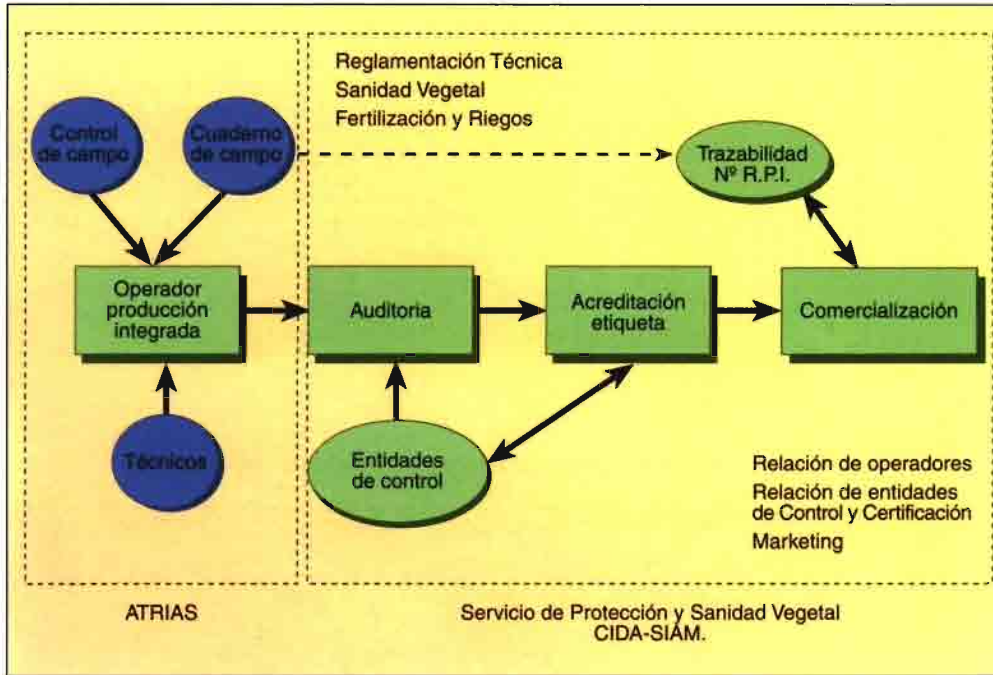 Reglamentación Técnica
Sanidad Vegetal
Fertilización y Riegos
Control
de campo
Cuaderno
de campo
Trazabilidad
Nº R.P.I.
Operador
producción
integrada
Auditoria
Acreditación
etiqueta
Comercialización
Técnicos
Entidades
de control
Relación de operadores
Relación de entidades
de Control y Certificación
Marketing
ATRIAS
Servicio de Protección y Sanidad Vegetal
CIDA-SIAM.